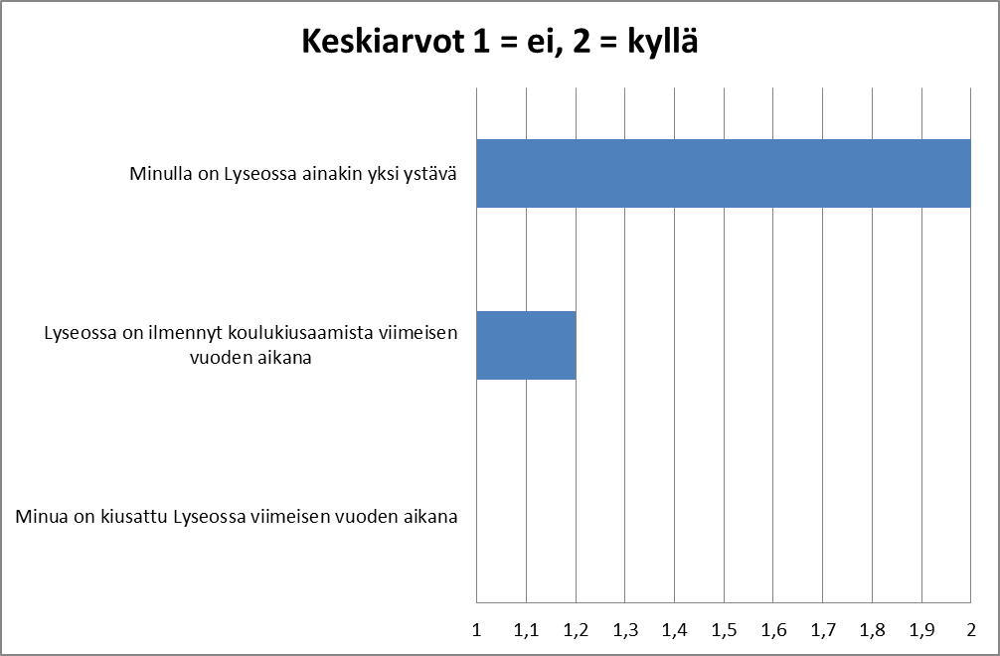 Keskiarvot 1 = ei, 2 = kyllä
Minulla on Lyseossa ainakin yksi ystävä
Lyseossa on ilmennyt koulukiusaamista viimeisen
vuoden aikana
Minua on kiusattu Lyseossa viimeisen vuoden aikana
1 1,1 1,2 1,3 1,4 1,5 1,6 1,7 1,8 1,9 2